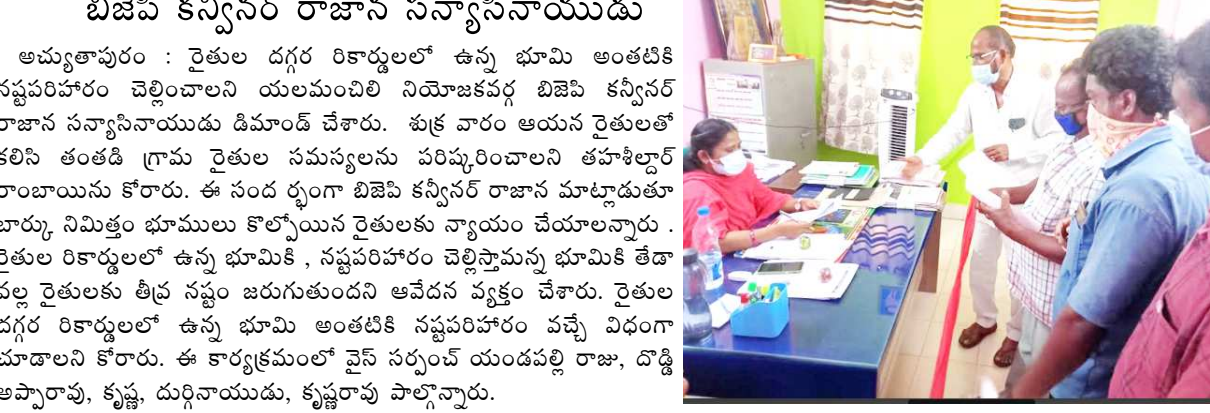 బిజెపి కన్వీనర్ రాజాన సన్యాసినాయుడు
అచ్యుతాపురం : రైతుల దగ్గర రికార్డులలో ఉన్న భూమి అంతటికి
నష్టపరిహారం చెల్లించాలని యలమంచిలి నియోజకవర్గ బిజెపి కన్వీనర్
రాజాన సన్యాసినాయుడు డిమాండ్ చేశారు. శుక్ర వారం ఆయన రైతులతో
కలిసి తంతడి గ్రామ రైతుల సమస్యలను పరిష్కరించాలని తహశీల్దార్
రాంబాయిను కోరారు. ఈ సంద ర్భంగా బిజెపి కన్వీనర్ రాజాన మాట్లాడుతూ
బార్కు నిమిత్తం భూములు కొల్పోయిన రైతులకు న్యాయం చేయాలన్నారు .
రైతుల రికార్డులలో ఉన్న భూమికి , నష్టపరిహారం చెల్లిస్తామన్న భూమికి తేడా
వల్ల రైతులకు తీవ్ర నష్టం జరుగుతుందని ఆవేదన వ్యక్తం చేశారు. రైతుల
దగ్గర రికార్డులలో ఉన్న భూమి అంతటికి నష్టపరిహారం వచ్చే విధంగా
చూడాలని కోరారు. ఈ కార్యక్రమంలో వైస్ సర్పంచ్ యండపల్లి రాజు, దొడ్డి
అప్పారావు, కృష్ణ, దుర్గినాయుడు, కృష్ణరావు పాల్గొన్నారు.